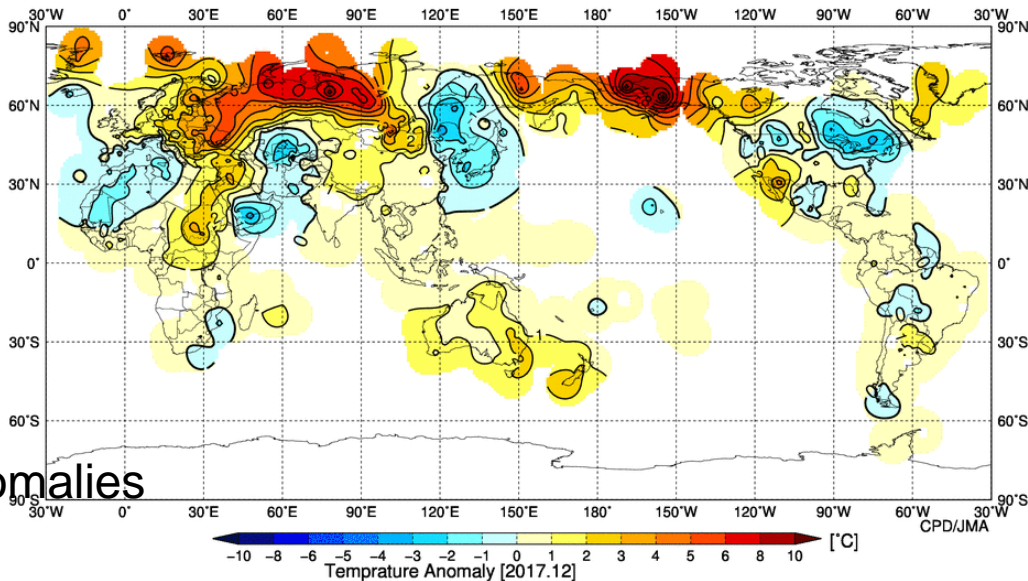 30°W 0° 30°E 60°E 90°E 120°E 150°E 180° 150°W 120°W 90°W 60°W 30°W
90°N 90°N
60°N 60°N
30°N 30°N
0° 0°
30°S 30°S
60°S 60°S
90°S 90°S
omalies
30°W 0° 30°E 60°E 90°E 120°E 150°E 180° 150°W 120°W 90°W 60°W 30°W
CPD/JMA
−10 −8 −6 −5 −4 −3 −2 −1 0 1 2 3 4 5 6 8 10 [°C]
Temprature Anomaly [2017.12]